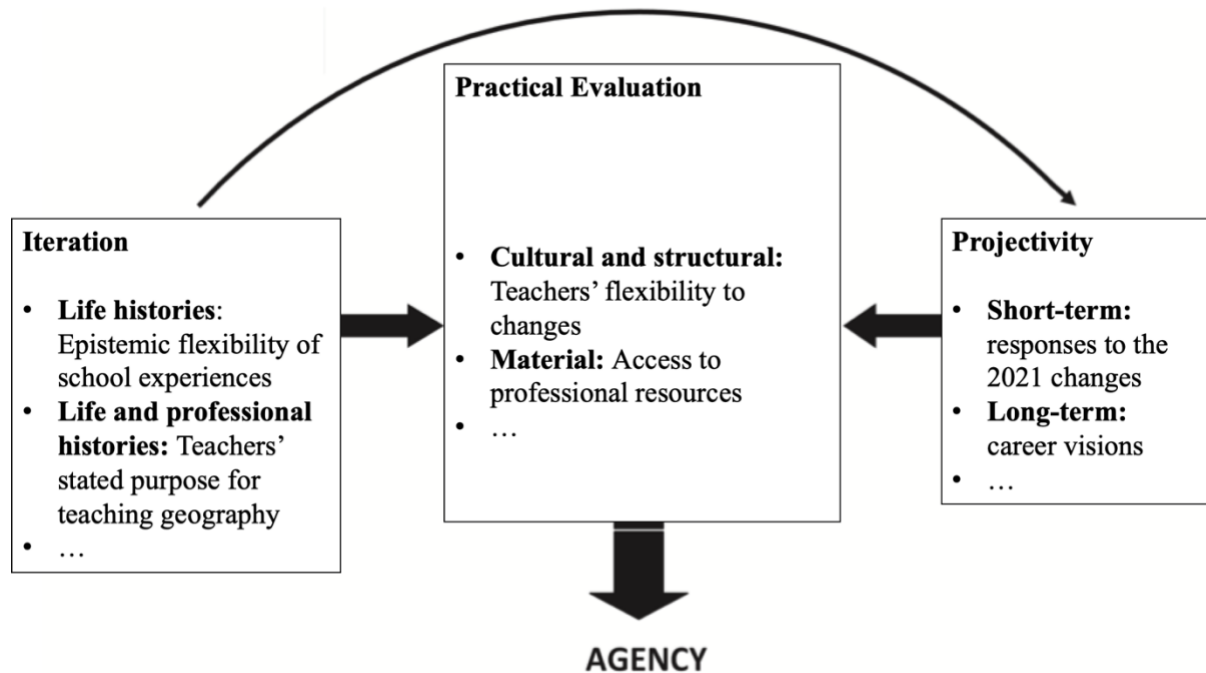 Iteration
• Life histories:
Epistemic flexibility of
school experiences
• Life and professional
histories: Teachers'
stated purpose for
teaching geography
• …
Practical Evaluation
• Cultural and structural:
Teachers' flexibility to
changes
• Material: Access to
professional resources
• …
Projectivity
• Short-term:
responses to the
2021 changes
• Long-term:
career visions
• …
AGENCY